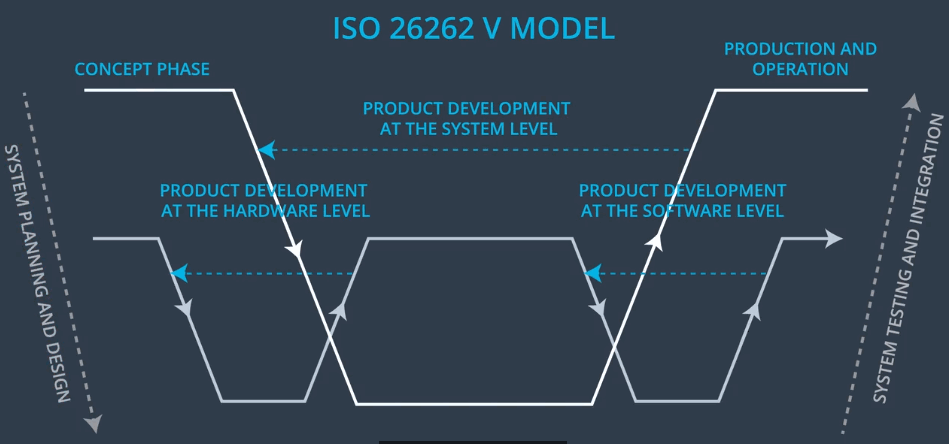 ISO 26262 V MODEL
CONCEPT PHASE
PRODUCTION AND
OPERATION
PRODUCT DEVELOPMENT
AT THE SYSTEM LEVEL
PRODUCT DEVELOPMENT
AT THE HARDWARE LEVEL
PRODUCT DEVELOPMENT
AT THE SOFTWARE LEVEL
SYSTEM PLANNING AND DESIGN
SYSTEM TESTING AND INTEGRATION